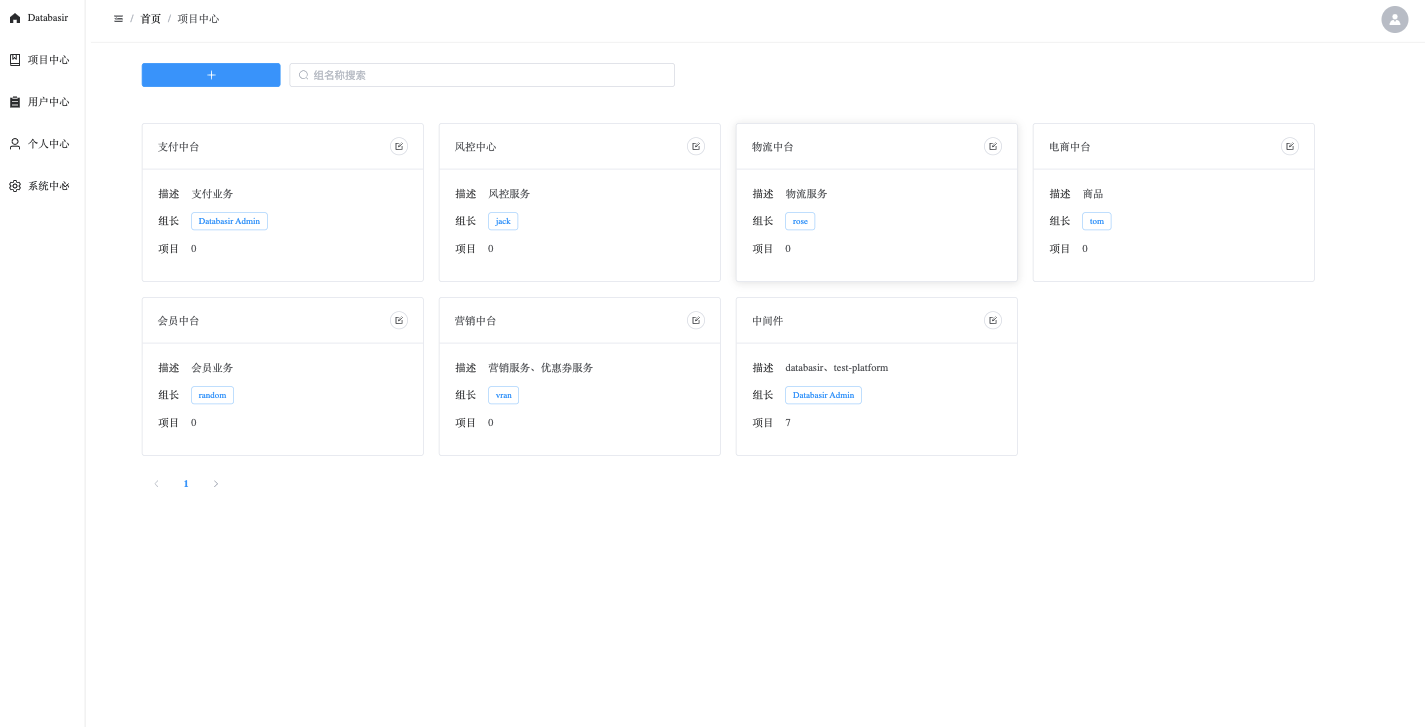 Databasir
项目中心
用户中心
个人中心
系统中心
/ 首页 / 项目中心
+
组名称搜索
支付中台
描述 支付业务
组长 Databasir Admin
项目 0
风控中心
描述 风控服务
组长 jack
项目 0
物流中台
描述 物流服务
组长 rose
项目 0
电商中台
描述 商品
组长 tom
项目 0
会员中台
描述 会员业务
组长 random
项目 0
营销中台
描述 营销服务、优惠券服务
组长 vran
项目 0
中间件
描述 databasir、test-platform
组长 Databasir Admin
项目 7
1